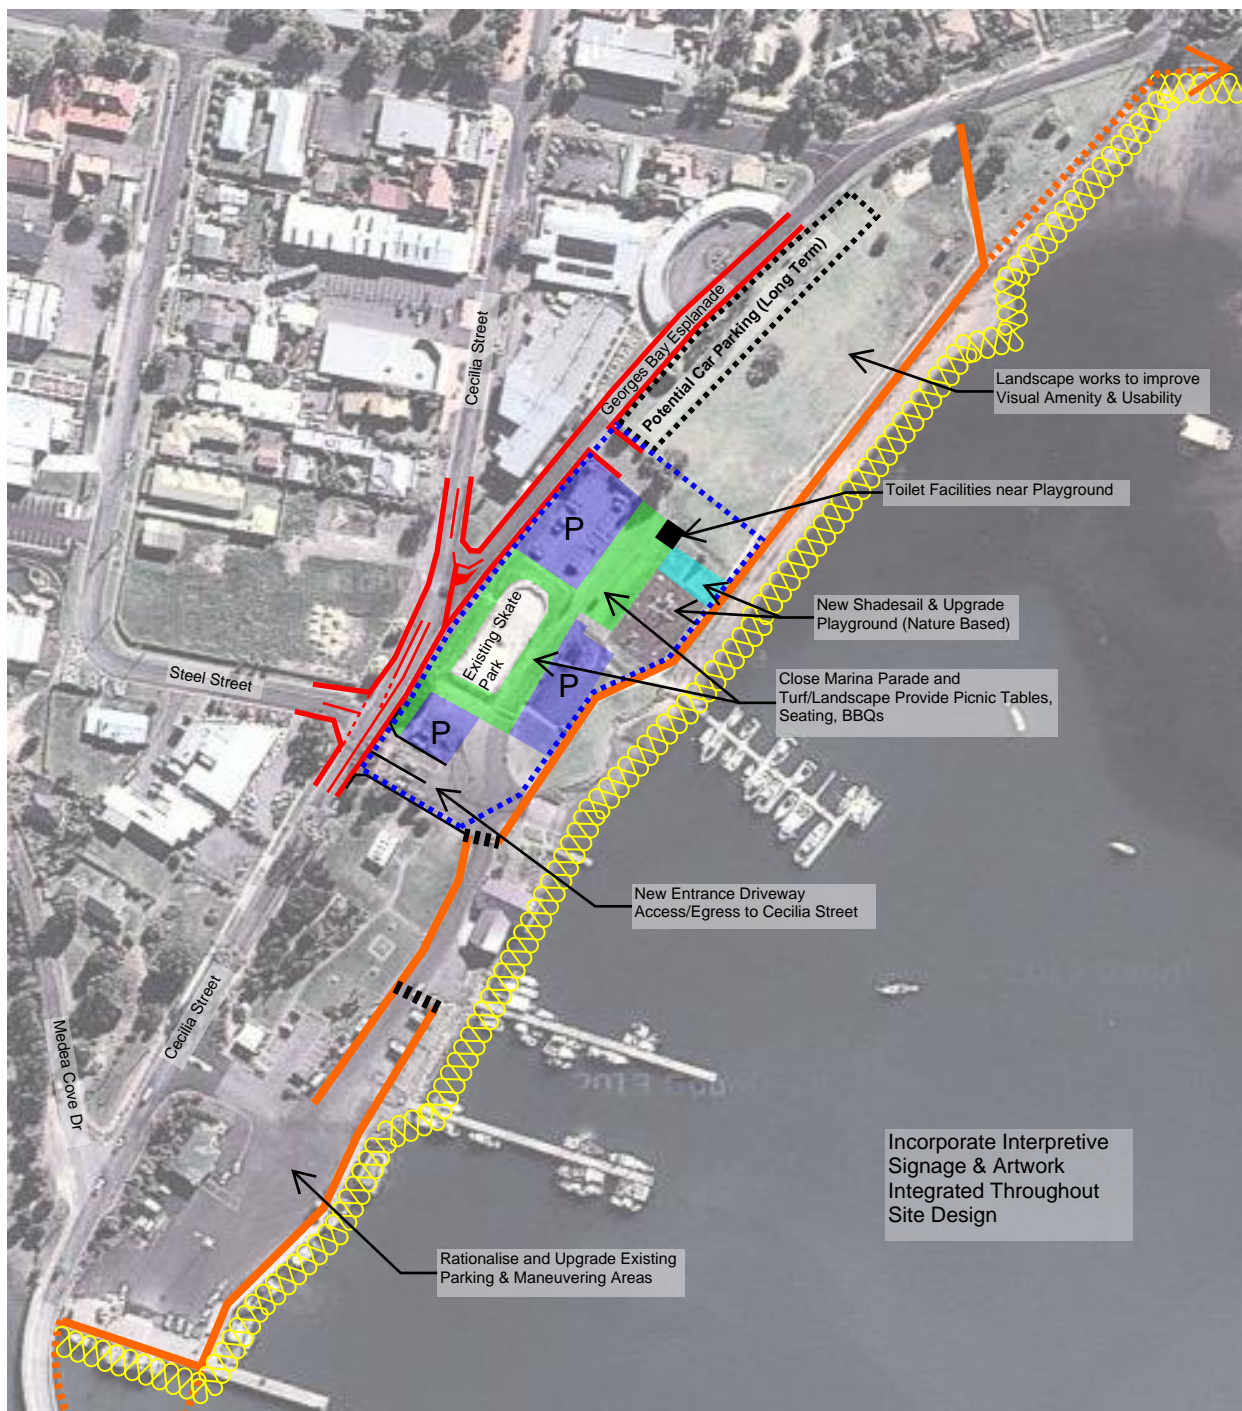 Cecilia Street
Georges Bay Esplanade
Potential Car Parking (Long Term)
Landscape works to improve
Visual Amenity & Usability
Toilet Facilities near Playground
P
New Shadesail & Upgrade
Playground (Nature Based)
Existing Skate
Park
Steel Street
P
Close Marina Parade and
Turf/Landscape Provide Picnic Tables,
Seating, BBQs
P
New Entrance Driveway
Access/Egress to Cecilia Street
Cecilia Street
Medea Cove Dr
Incorporate Interpretive
Signage & Artwork
Integrated Throughout
Site Design
Rationalise and Upgrade Existing
Parking & Maneuvering Areas